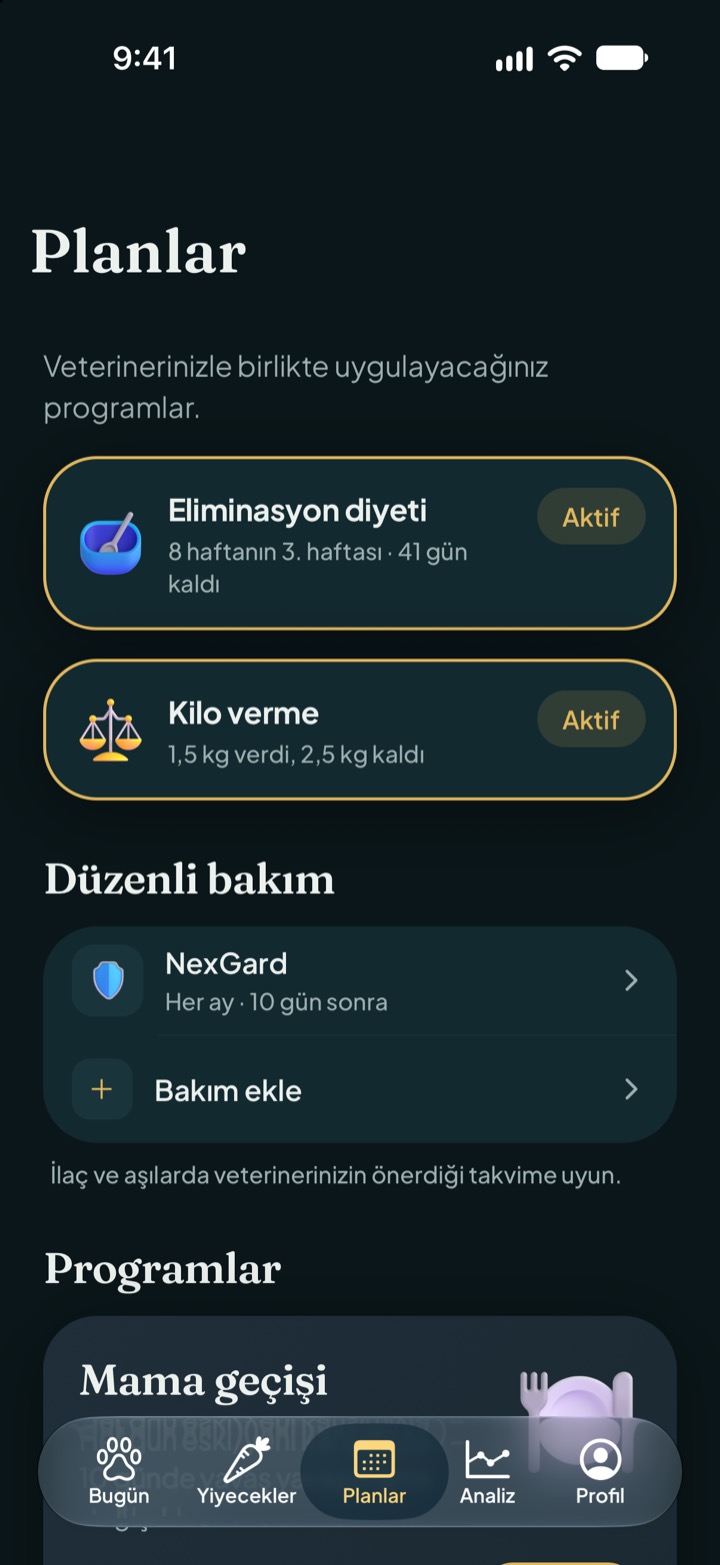 9:41
Planlar
Veterinerinizle birlikte uygulayacağınız
programlar.
Eliminasyon diyeti
Aktif
8 haftanın 3. haftası · 41 gün
kaldı
Kilo verme
Aktif
1,5 kg verdi, 2,5 kg kaldı
Düzenli bakım
NexGard
Her ay · 10 gün sonra
Bakım ekle
İlaç ve aşılarda veterinerinizin önerdiği takvime uyun.
Programlar
Mama geçişi
Bugün
Yiyecekler
Planlar
Analiz
Profil